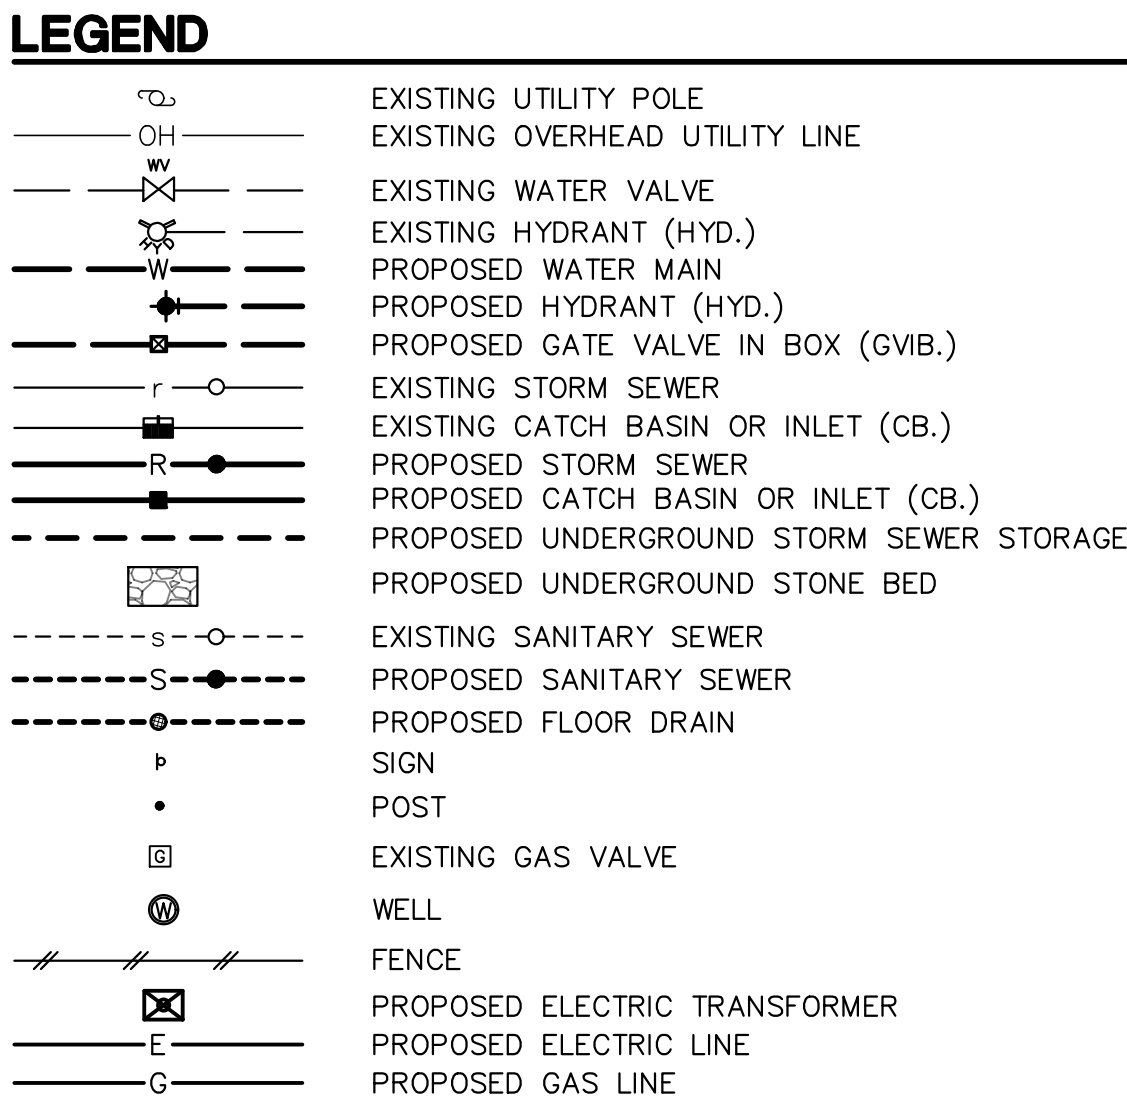 LEGEND
EXISTING UTILITY POLE
OH EXISTING OVERHEAD UTILITY LINE
WV
EXISTING WATER VALVE
EXISTING HYDRANT (HYD.)
HYD
W PROPOSED WATER MAIN
PROPOSED HYDRANT (HYD.)
PROPOSED GATE VALVE IN BOX (GVIB.)
r EXISTING STORM SEWER
EXISTING CATCH BASIN OR INLET (CB.)
R PROPOSED STORM SEWER
PROPOSED CATCH BASIN OR INLET (CB.)
PROPOSED UNDERGROUND STORM SEWER STORAGE
PROPOSED UNDERGROUND STONE BED
s EXISTING SANITARY SEWER
S PROPOSED SANITARY SEWER
PROPOSED FLOOR DRAIN
SIGN
POST
G EXISTING GAS VALVE
W WELL
FENCE
PROPOSED ELECTRIC TRANSFORMER
E PROPOSED ELECTRIC LINE
G PROPOSED GAS LINE